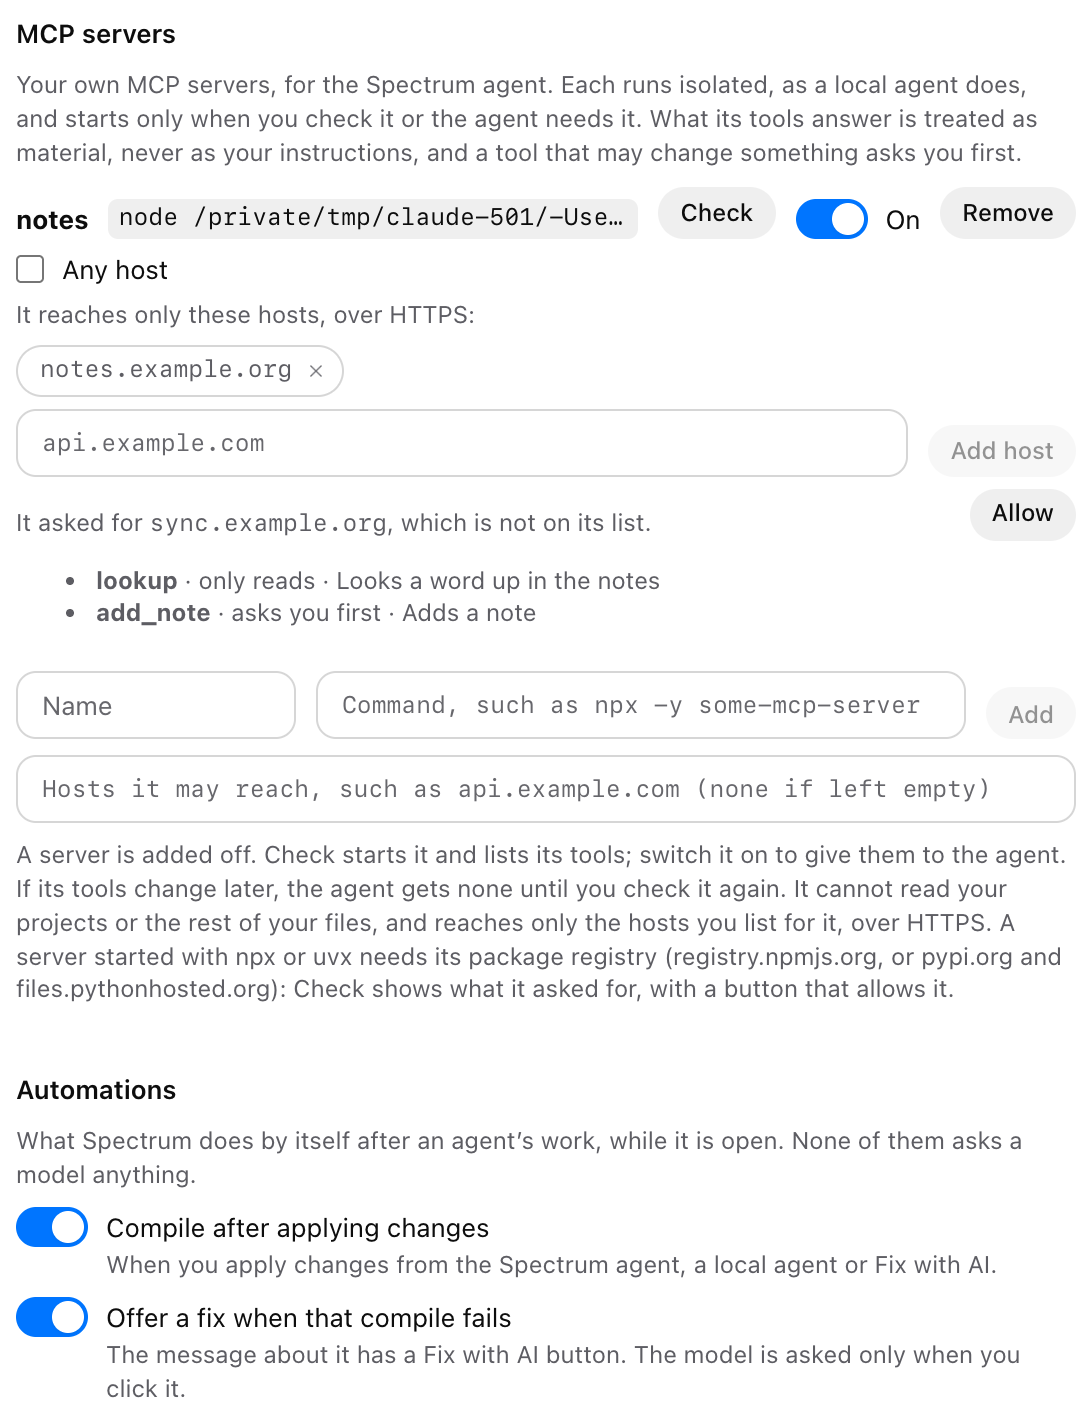 MCP servers
Your own MCP servers, for the Spectrum agent. Each runs isolated, as a local agent does,
and starts only when you check it or the agent needs it. What its tools answer is treated as
material, never as your instructions, and a tool that may change something asks you first.
notes node /private/tmp/claude-501/-Use… Check On Remove
Any host
It reaches only these hosts, over HTTPS:
notes.example.org ×
api.example.com Add host
It asked for sync.example.org, which is not on its list. Allow
• lookup · only reads · Looks a word up in the notes
• add_note · asks you first · Adds a note
Name Command, such as npx -y some-mcp-server Add
Hosts it may reach, such as api.example.com (none if left empty)
A server is added off. Check starts it and lists its tools; switch it on to give them to the agent.
If its tools change later, the agent gets none until you check it again. It cannot read your
projects or the rest of your files, and reaches only the hosts you list for it, over HTTPS. A
server started with npx or uvx needs its package registry (registry.npmjs.org, or pypi.org and
files.pythonhosted.org): Check shows what it asked for, with a button that allows it.
Automations
What Spectrum does by itself after an agent’s work, while it is open. None of them asks a
model anything.
Compile after applying changes
When you apply changes from the Spectrum agent, a local agent or Fix with AI.
Offer a fix when that compile fails
The message about it has a Fix with AI button. The model is asked only when you
click it.